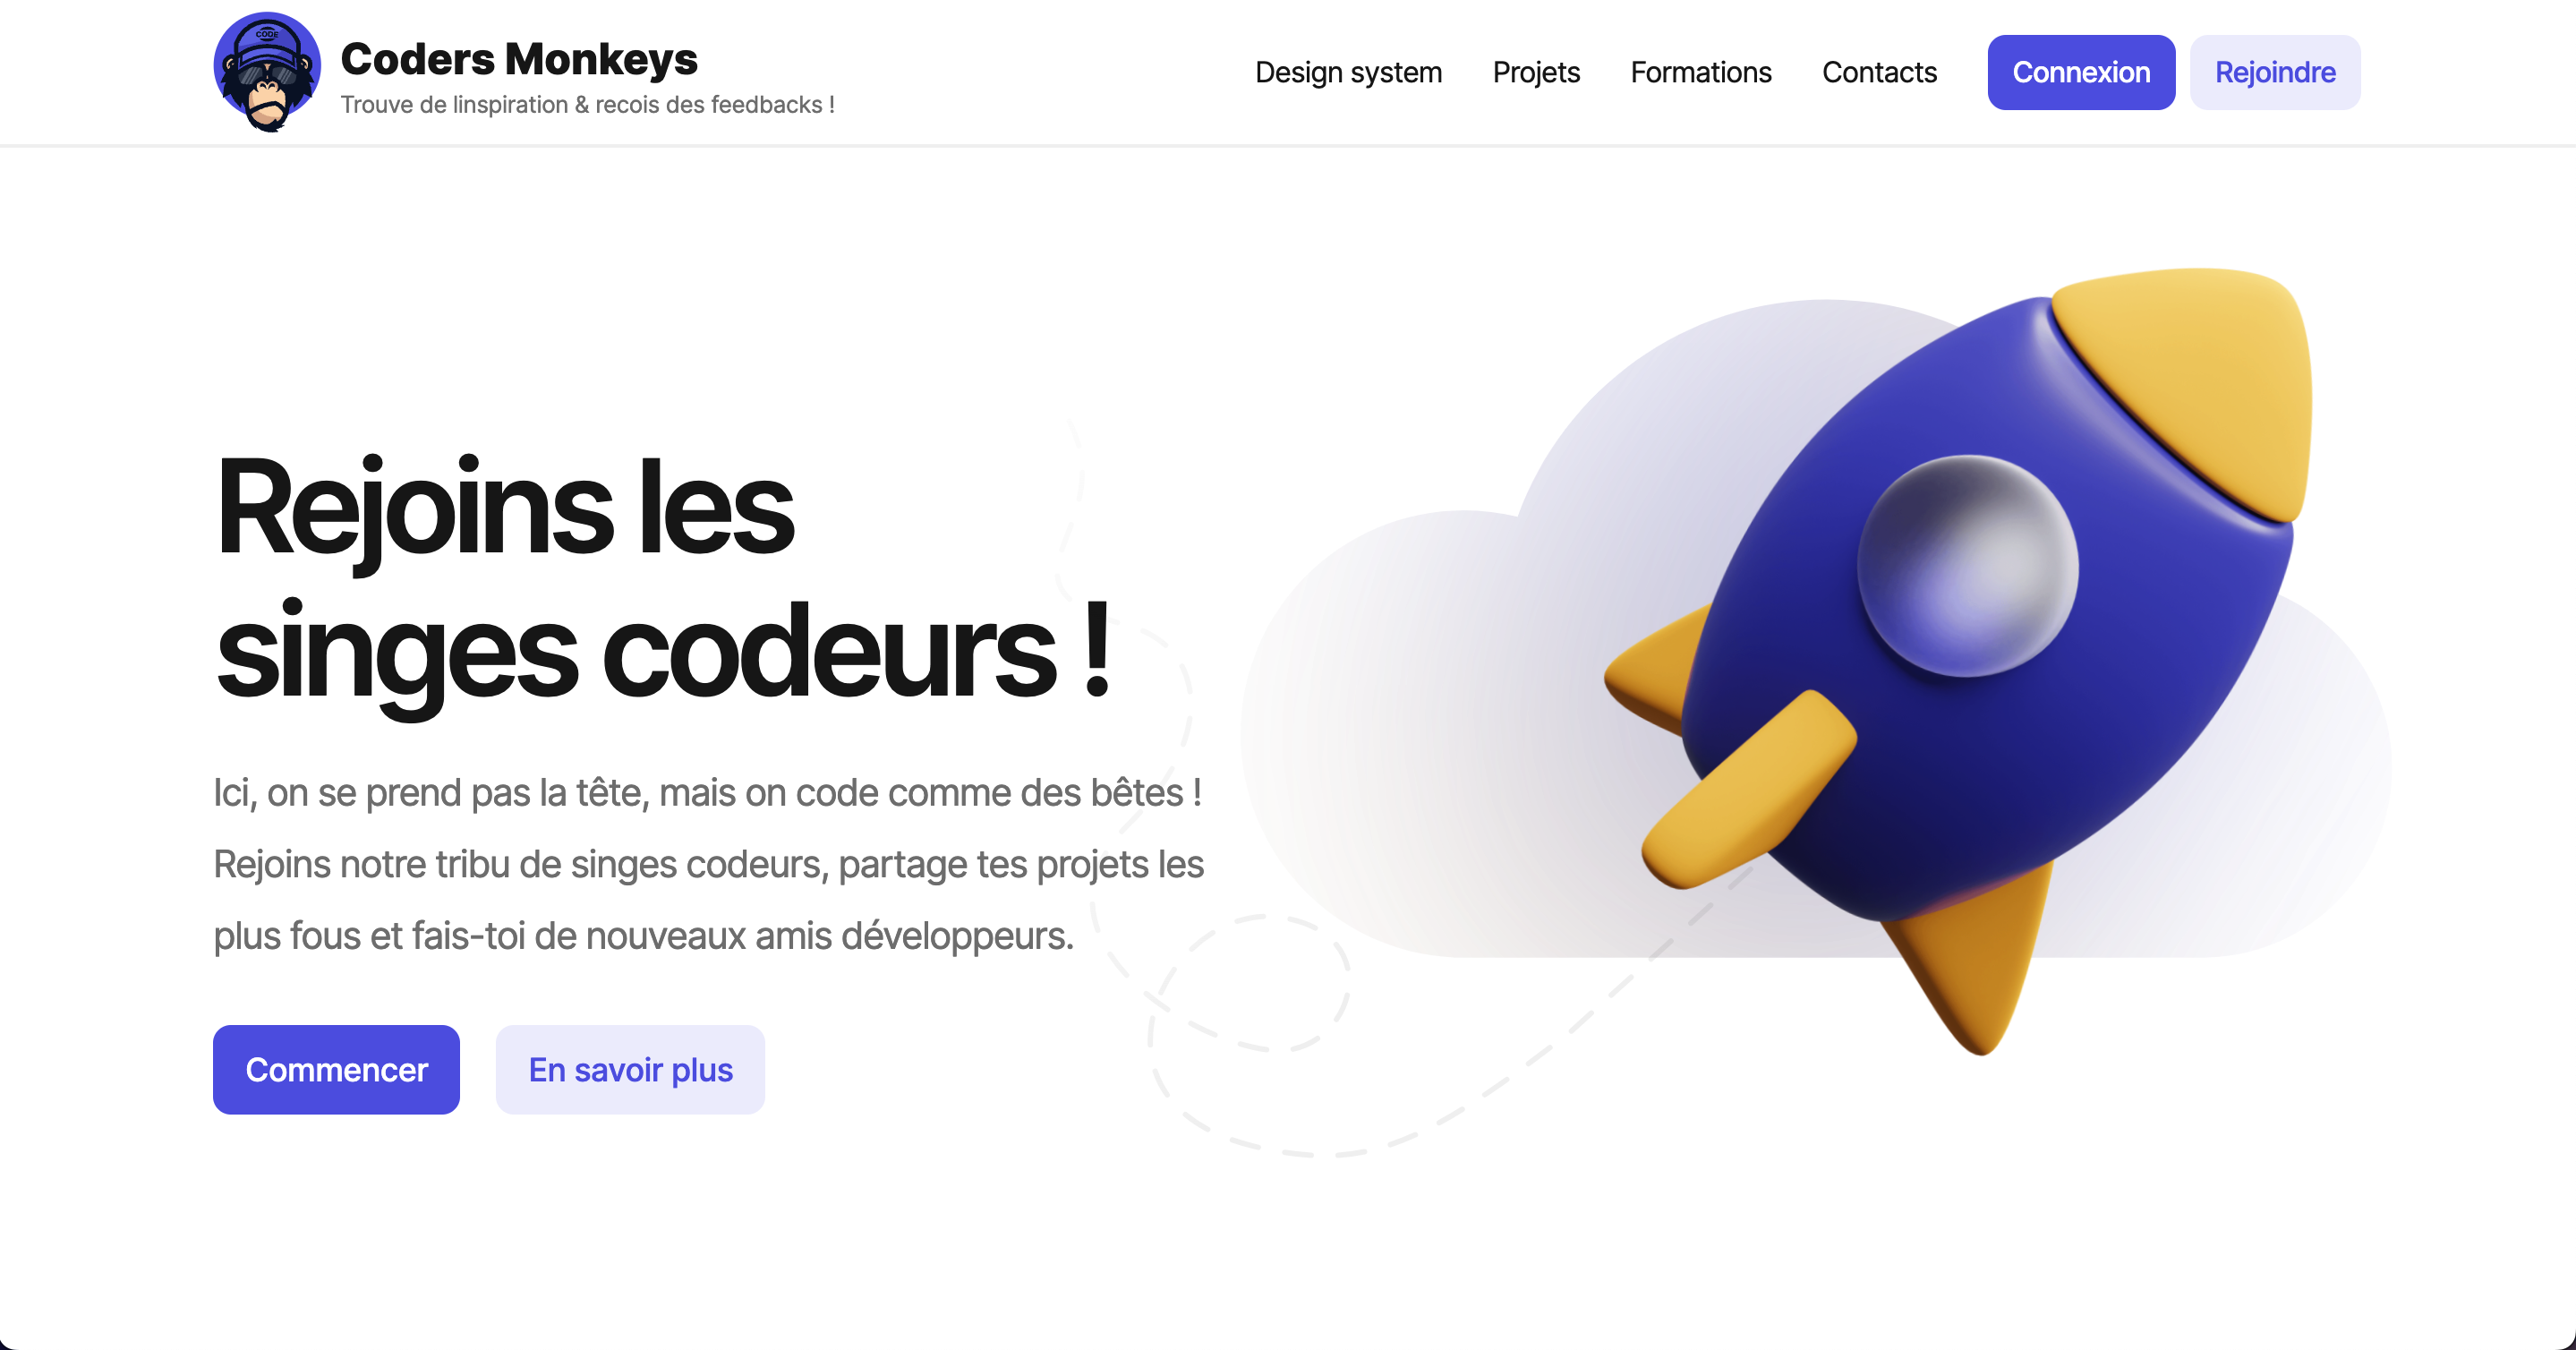 CODE
Coders Monkeys
Trouve de linspiration & recois des feedbacks !
Design system
Projets
Formations
Contacts
Connexion
Rejoindre
Rejoins les
singes codeurs !
Ici, on se prend pas la tête, mais on code comme des bêtes !
Rejoins notre tribu de singes codeurs, partage tes projets les
plus fous et fais-toi de nouveaux amis développeurs.
Commencer
En savoir plus